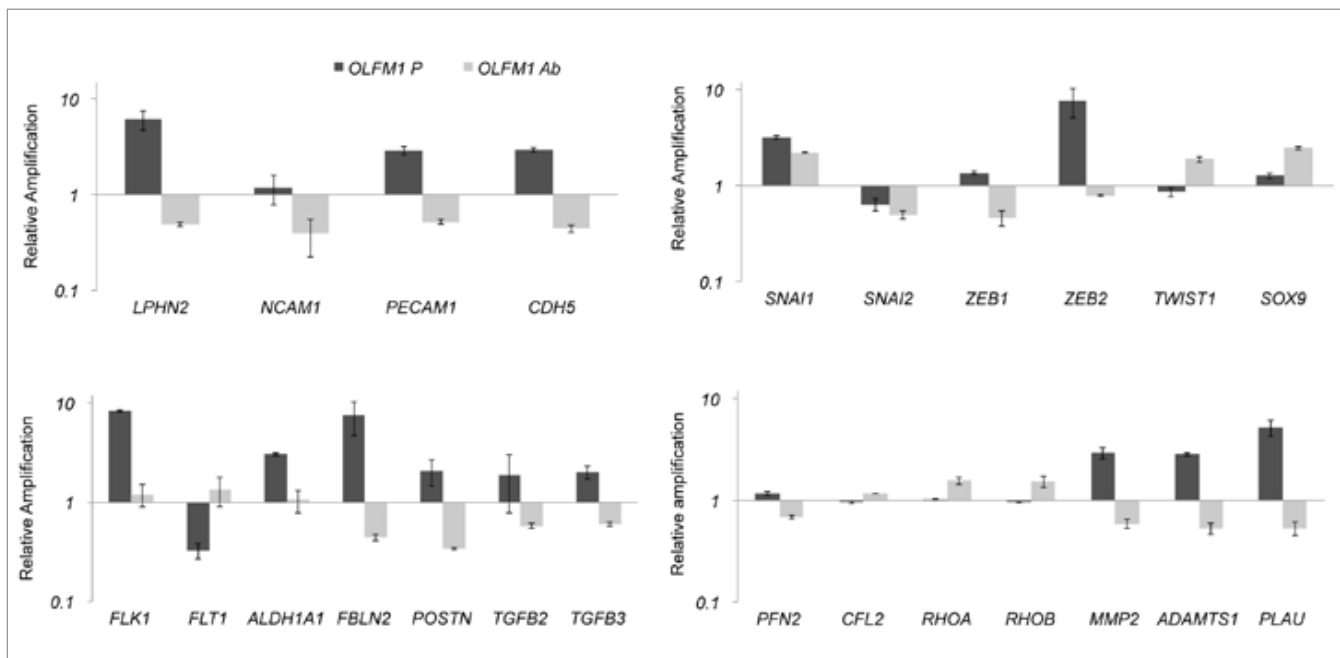 OLFM1 P OLFM1 Ab
Relative Amplification
10
1
0.1
LPHN2 NCAM1 PECAM1 CDH5
Relative Amplification
10
1
0.1
SNAI1 SNAI2 ZEB1 ZEB2 TWIST1 SOX9
Relative Amplification
10
1
0.1
FLK1 FLT1 ALDH1A1 FBLN2 POSTN TGFB2 TGFB3
Relative amplification
10
1
0.1
PFN2 CFL2 RHOA RHOB MMP2 ADAMTS1 PLAU